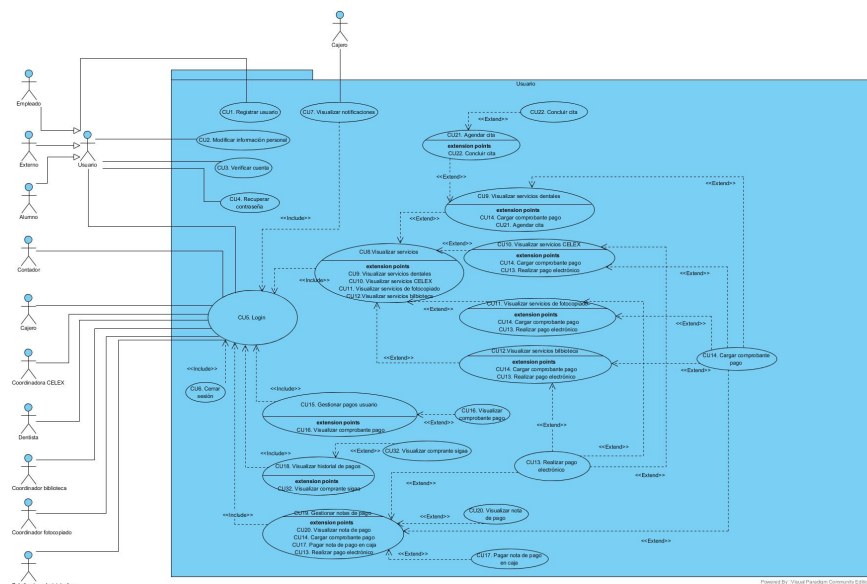 Cajero
Usuario
Empleado
Externo
Usuario
Alumno
Contador
Cajero
Coordinadora CELEX
Dentista
Coordinador biblioteca
Coordinador fotocopiado
CU1. Registrar usuario
CU7. Visualizar notificaciones
CU2. Modificar información personal
CU3. Verificar cuenta
CU4. Recuperar
contraseña
<<Include>>
CU22. Concluir cita
<<Extend>>
CU21. Agendar cita
extension points
CU22. Concluir cita
<<Extend>>
<<Extend>>
CU9. Visualizar servicios dentales
extension points
CU14. Cargar comprobante pago
CU21. Agendar cita
<<Extend>>
CU8.Visualizar servicios
extension points
CU9. Visualizar servicios dentales
CU10. Visualizar servicios CELEX
CU11. Visualizar servicios de fotocopiado
CU12.Visualizar servicios bilbioteca
<<Include>>
<<Extend>>
CU10. Visualizar servicios CELEX
extension points
CU14. Cargar comprobante pago
CU13. Realizar pago electrónico
<<Extend>>
CU11. Visualizar servicios de fotocopiado
extension points
CU14. Cargar comprobante pago
CU13. Realizar pago electrónico
<<Extend>>
<<Extend>>
CU12.Visualizar servicios bilbioteca
extension points
CU14. Cargar comprobante pago
CU13. Realizar pago electrónico
<<Extend>>
<<Extend>>
CU14. Cargar comprobante
pago
CU5. Login
<<Include>>
CU6. Cerrar
sesión
<<Include>>
CU15. Gestionar pagos usuario
extension points
CU16. Visualizar comprobante pago
<<Extend>>
CU16. Visualizar
comprobante pago
<<Extend>>
<<Extend>>
CU32. Visualizar comprante sigaa
<<Extend>>
CU18. Visualizar historial de pagos
extension points
CU32. Visualizar comprante sigaa
CU13. Realizar pago
electrónico
<<Extend>>
<<Include>>
CU19. Gestionar notas de pago
extension points
CU20. Visualizar nota de pago
CU14. Cargar comprobante pago
CU17. Pagar nota de pago en caja
CU13. Realizar pago electrónico
<<Extend>>
CU20. Visualizar nota
de pago
<<Extend>>
<<Extend>>
CU17. Pagar nota de pago
en caja
Powered By Visual Paradigm Community Edition